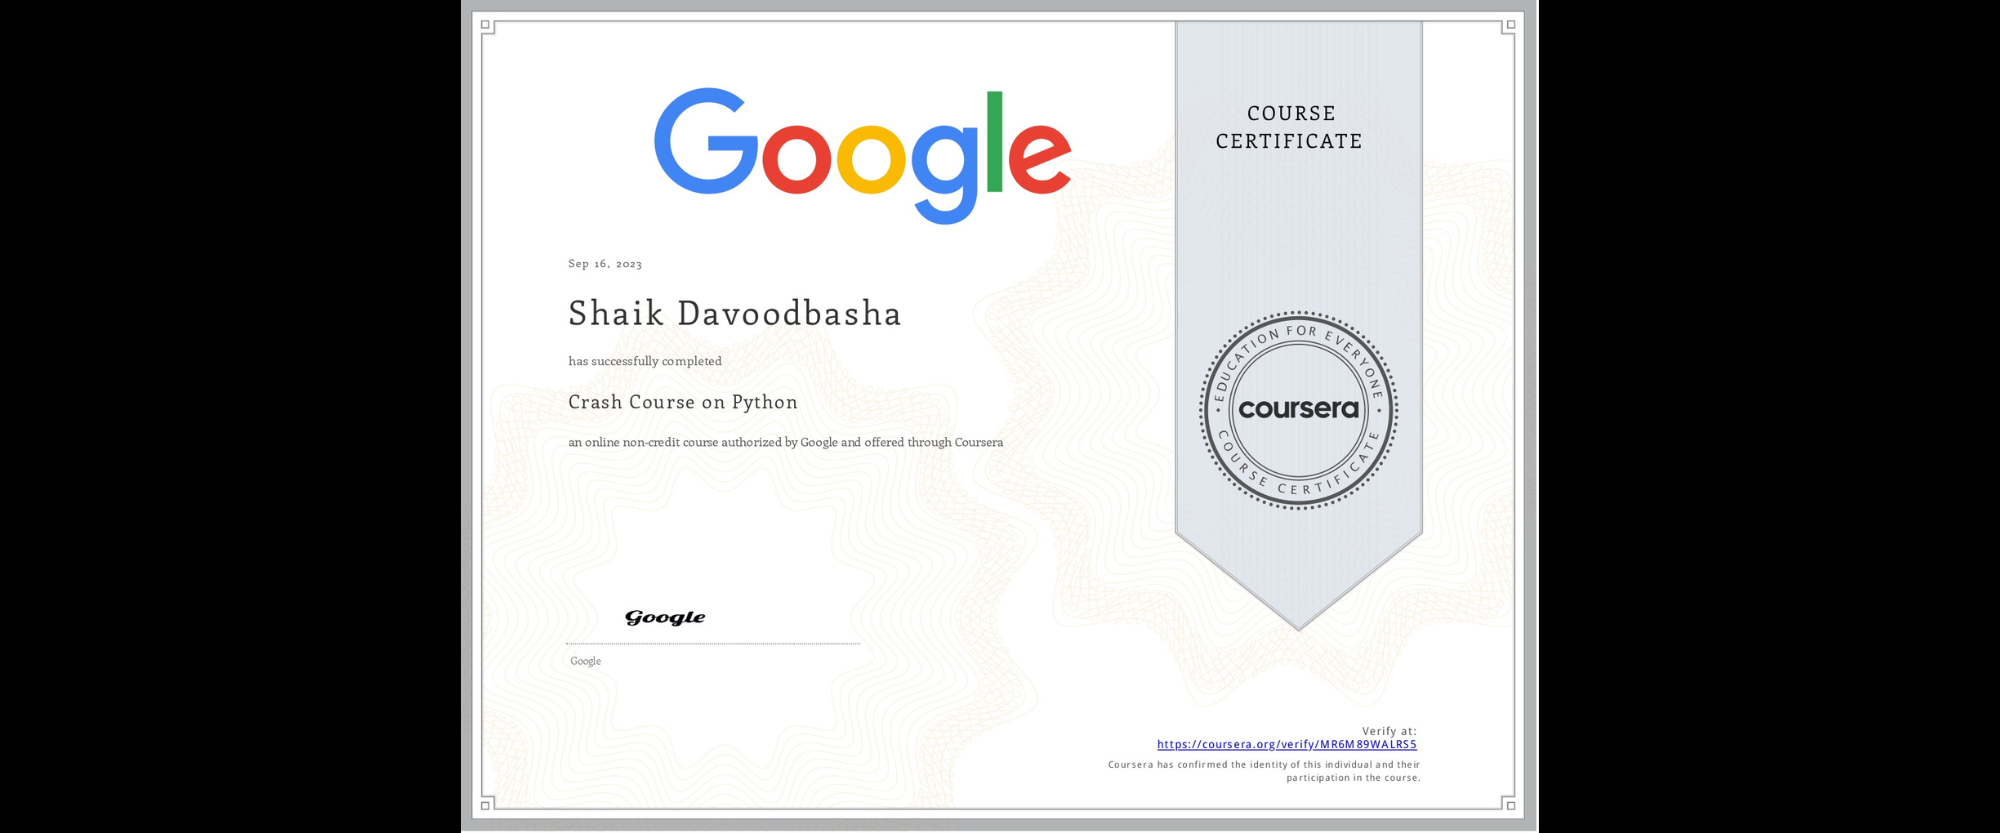 Google
COURSE
CERTIFICATE
Sep 16, 2023
Shaik Davoodbasha
has successfully completed
Crash Course on Python
an online non-credit course authorized by Google and offered through Coursera
EDUCATION FOR EVERYONE
coursera
COURSE CERTIFICATE
Google
Google
Verify at:
https://coursera.org/verify/MR6M89WALRS5
Coursera has confirmed the identity of this individual and their
participation in the course.